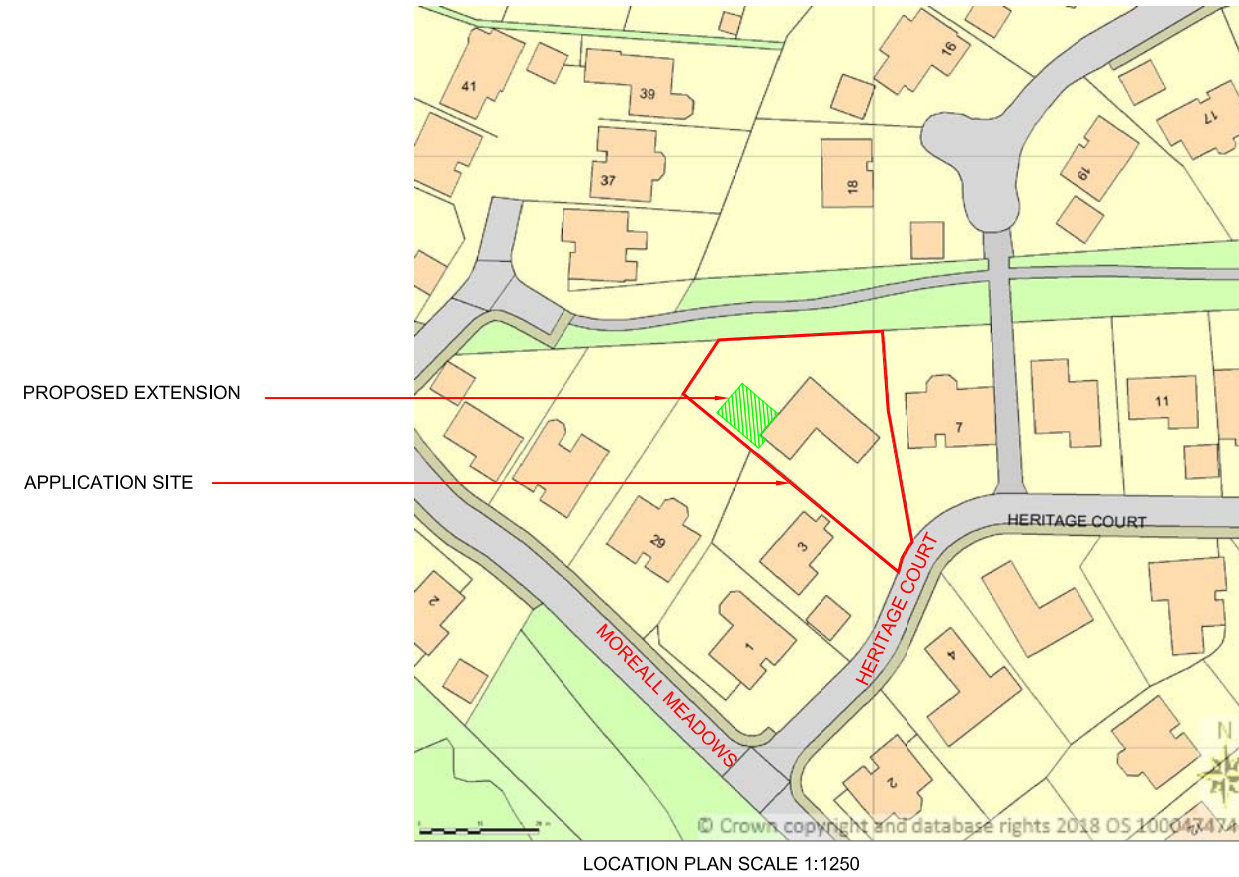 41
39
16
17
37
18
19
PROPOSED EXTENSION
11
7
APPLICATION SITE
HERITAGE COURT
29
3
HERITAGE COURT
2
1
4
MOREALL MEADOWS
N
2
© Crown copyright and database rights 2018 OS 100047474
LOCATION PLAN SCALE 1:1250